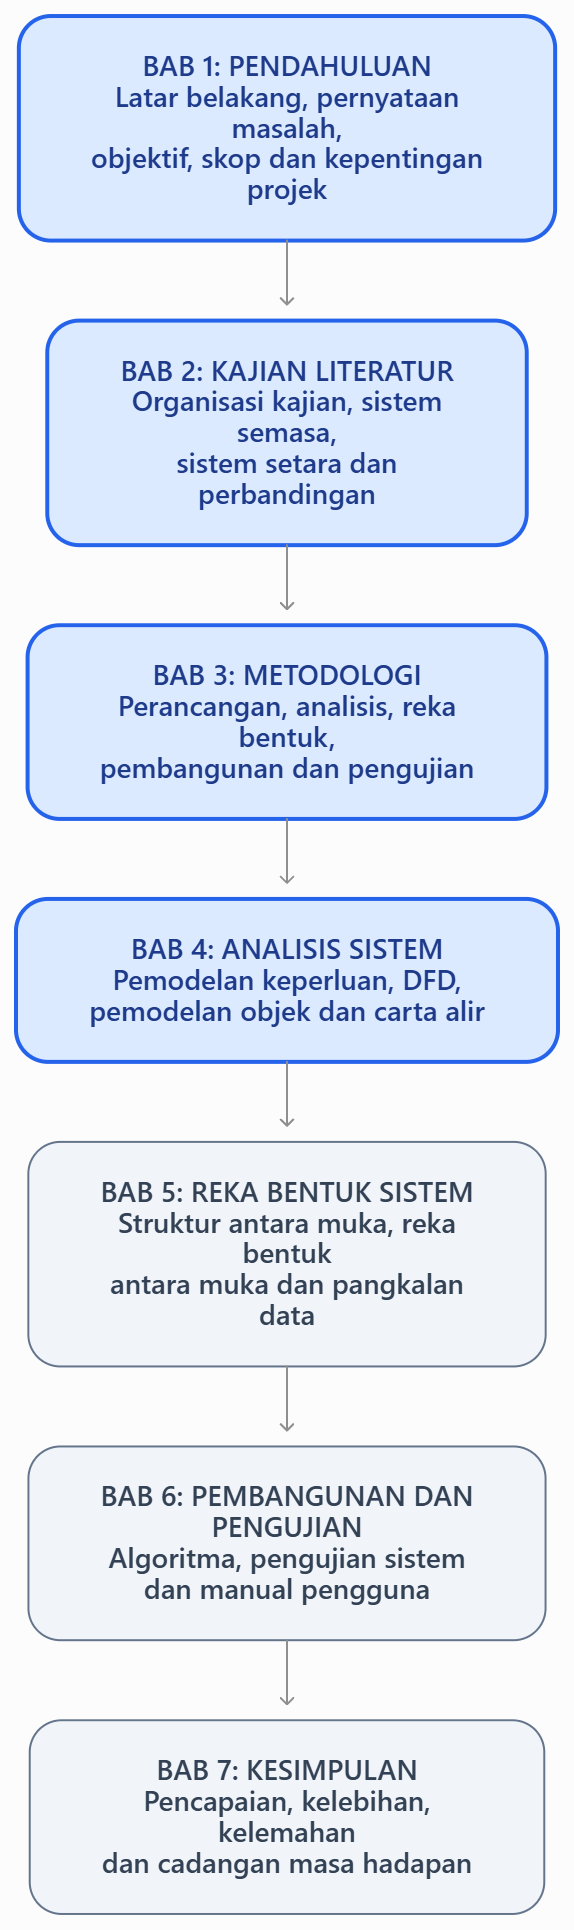 BAB 1: PENDAHULUAN
Latar belakang, pernyataan
masalah,
objektif, skop dan kepentingan
projek
BAB 2: KAJIAN LITERATUR
Organisasi kajian, sistem
semasa,
sistem setara dan
perbandingan
BAB 3: METODOLOGI
Perancangan, analisis, reka
bentuk,
pembangunan dan pengujian
BAB 4: ANALISIS SISTEM
Pemodelan keperluan, DFD,
pemodelan objek dan carta alir
BAB 5: REKA BENTUK SISTEM
Struktur antara muka, reka
bentuk
antara muka dan pangkalan
data
BAB 6: PEMBANGUNAN DAN
PENGUJIAN
Algoritma, pengujian sistem
dan manual pengguna
BAB 7: KESIMPULAN
Pencapaian, kelebihan,
kelemahan
dan cadangan masa hadapan